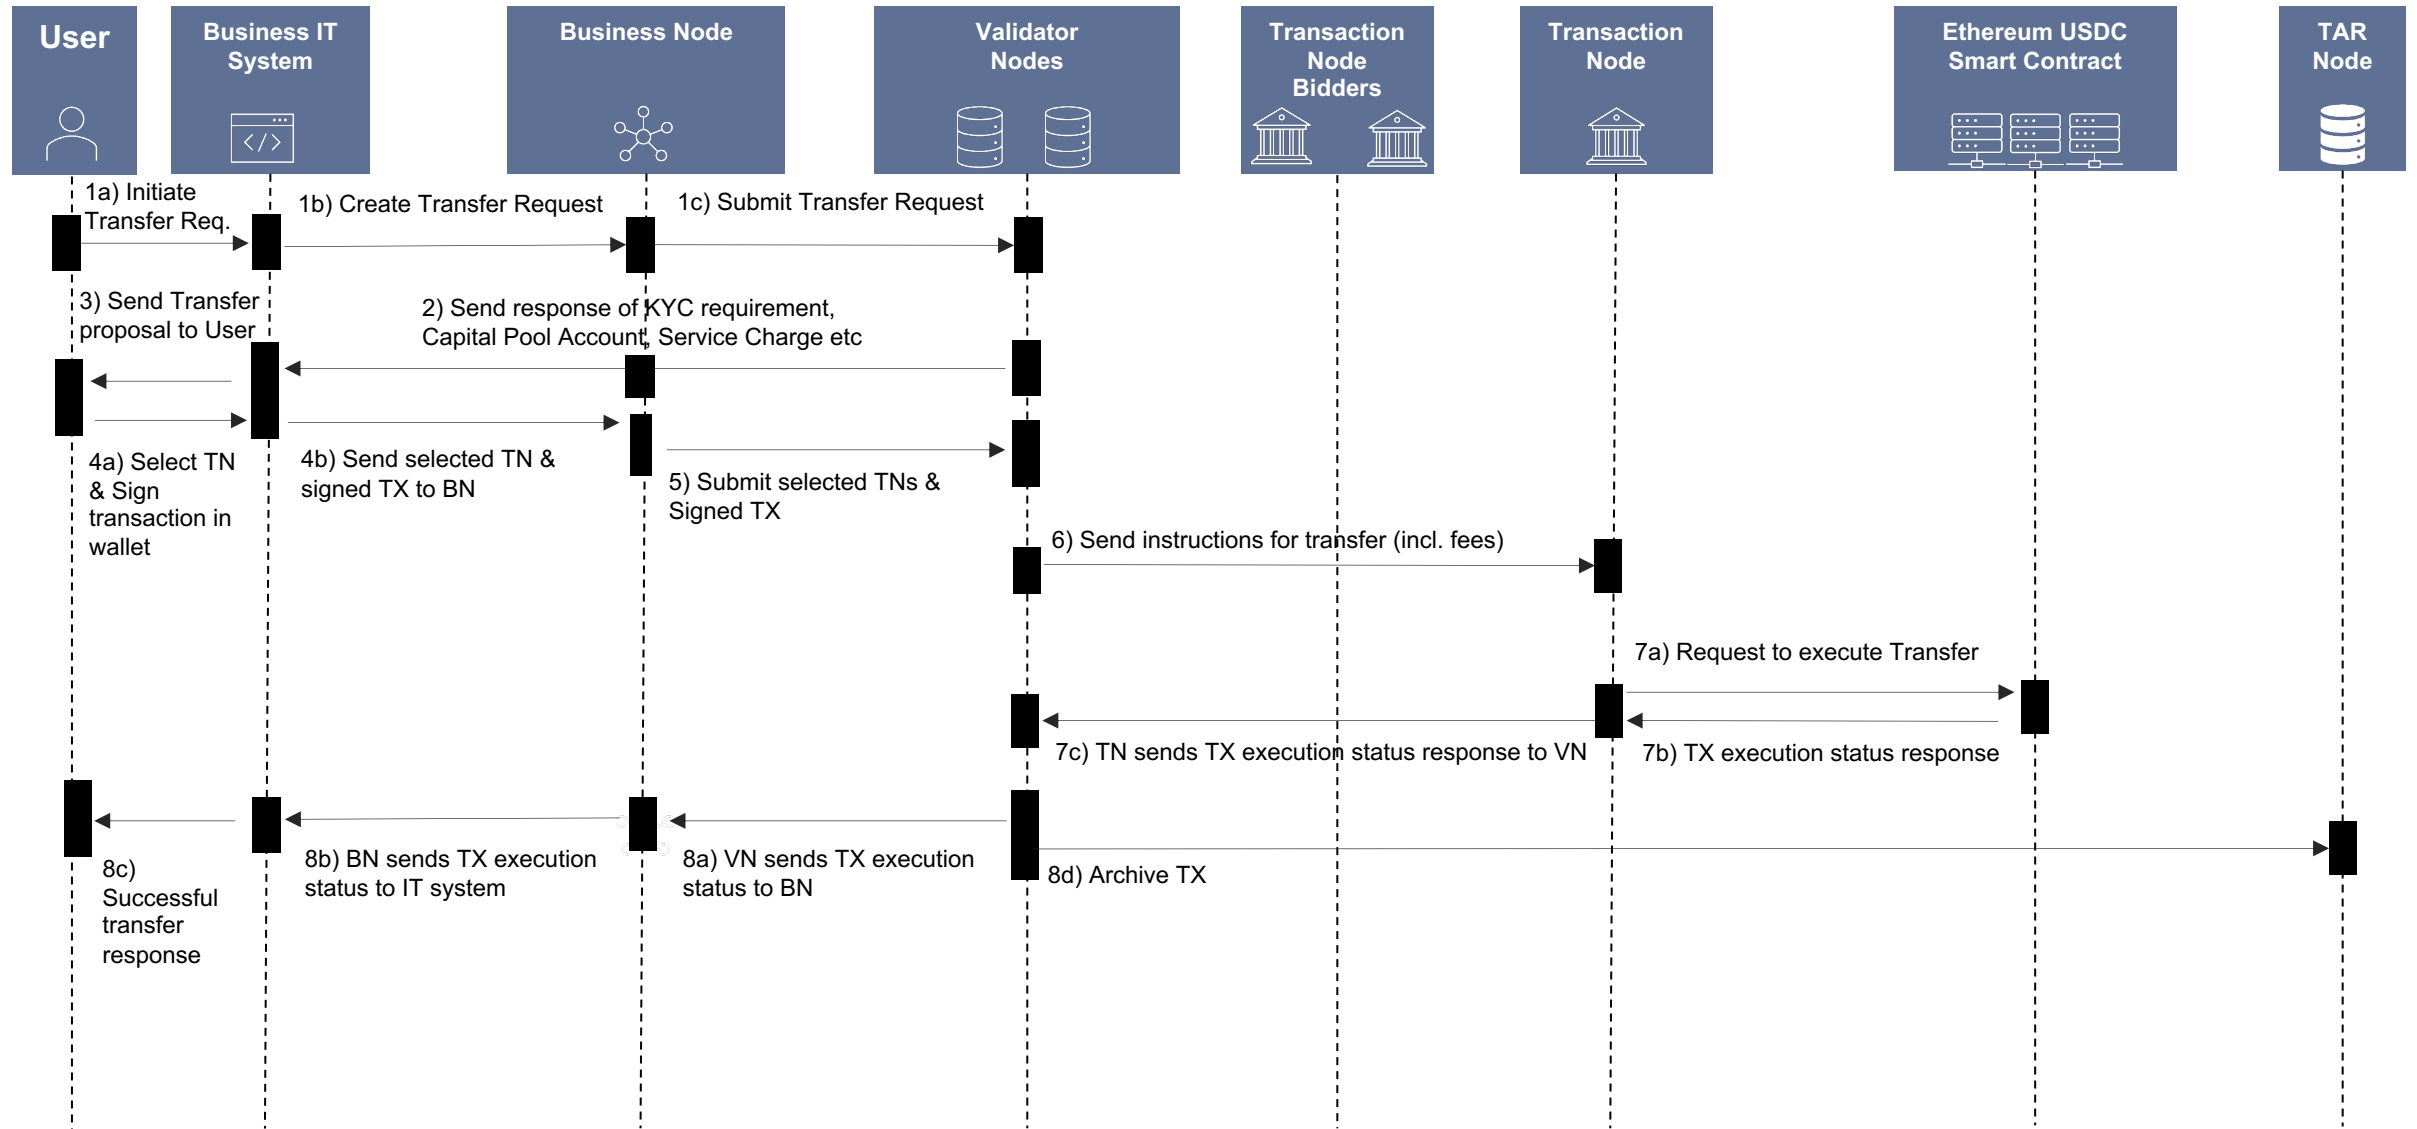 User
Business IT
System
Business Node
Validator
Nodes
Transaction
Node
Bidders
Transaction
Node
Ethereum USDC
Smart Contract
TAR
Node
1a) Initiate
Transfer Req.
1b) Create Transfer Request
1c) Submit Transfer Request
3) Send Transfer
proposal to User
2) Send response of KYC requirement,
Capital Pool Account, Service Charge etc
4a) Select TN
& Sign
transaction in
wallet
4b) Send selected TN &
signed TX to BN
5) Submit selected TNs &
Signed TX
6) Send instructions for transfer (incl. fees)
7a) Request to execute Transfer
7c) TN sends TX execution status response to VN
7b) TX execution status response
8c)
Successful
transfer
response
8b) BN sends TX execution
status to IT system
8a) VN sends TX execution
status to BN
8d) Archive TX